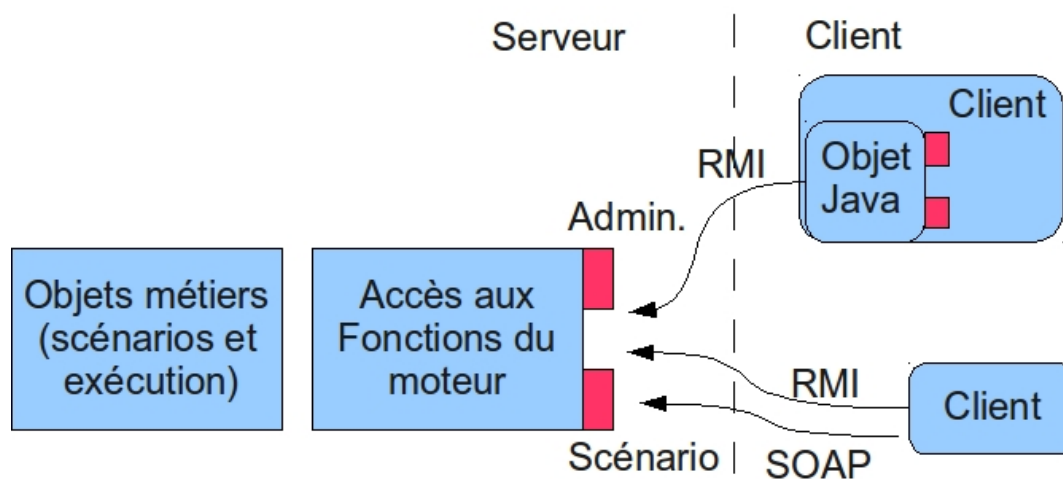 Serveur
Client
Client
Objet
Java
RMI
Admin.
Objets métiers
(scénarios et
exécution)
Accès aux
Fonctions du
moteur
RMI
Client
Scénario
SOAP